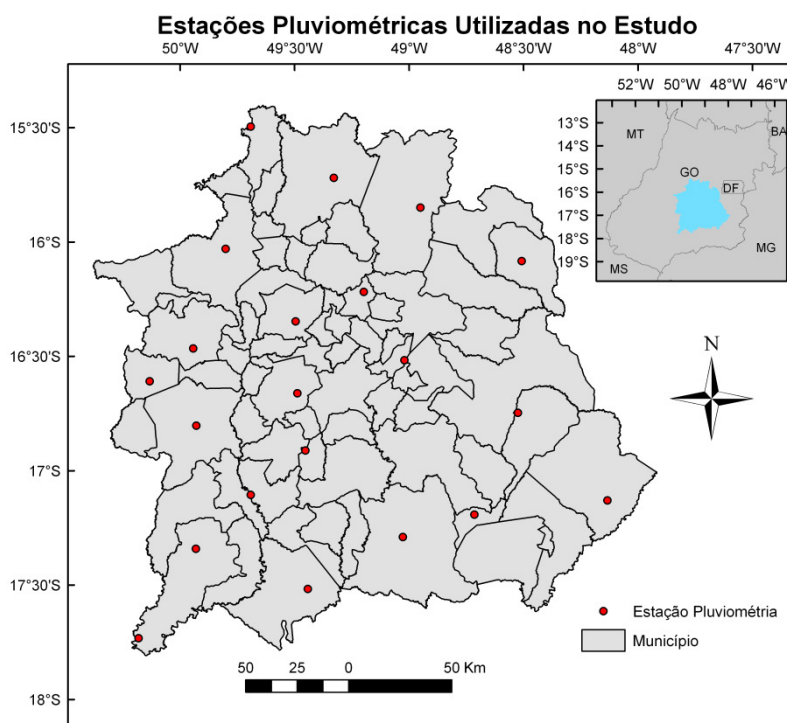 Estações Pluviométricas Utilizadas no Estudo
50°W 49°30'W 49°W 48°30'W 48°W 47°30'W
52°W 50°W 48°W 46°W
13°S
14°S
15°S
16°S
17°S
18°S
19°S
MT
BA
GO
DF
MG
MS
15°30'S
16°S
16°30'S
17°S
17°30'S
18°S
N
Estação Pluviométria
Município
50 25 0 50 Km